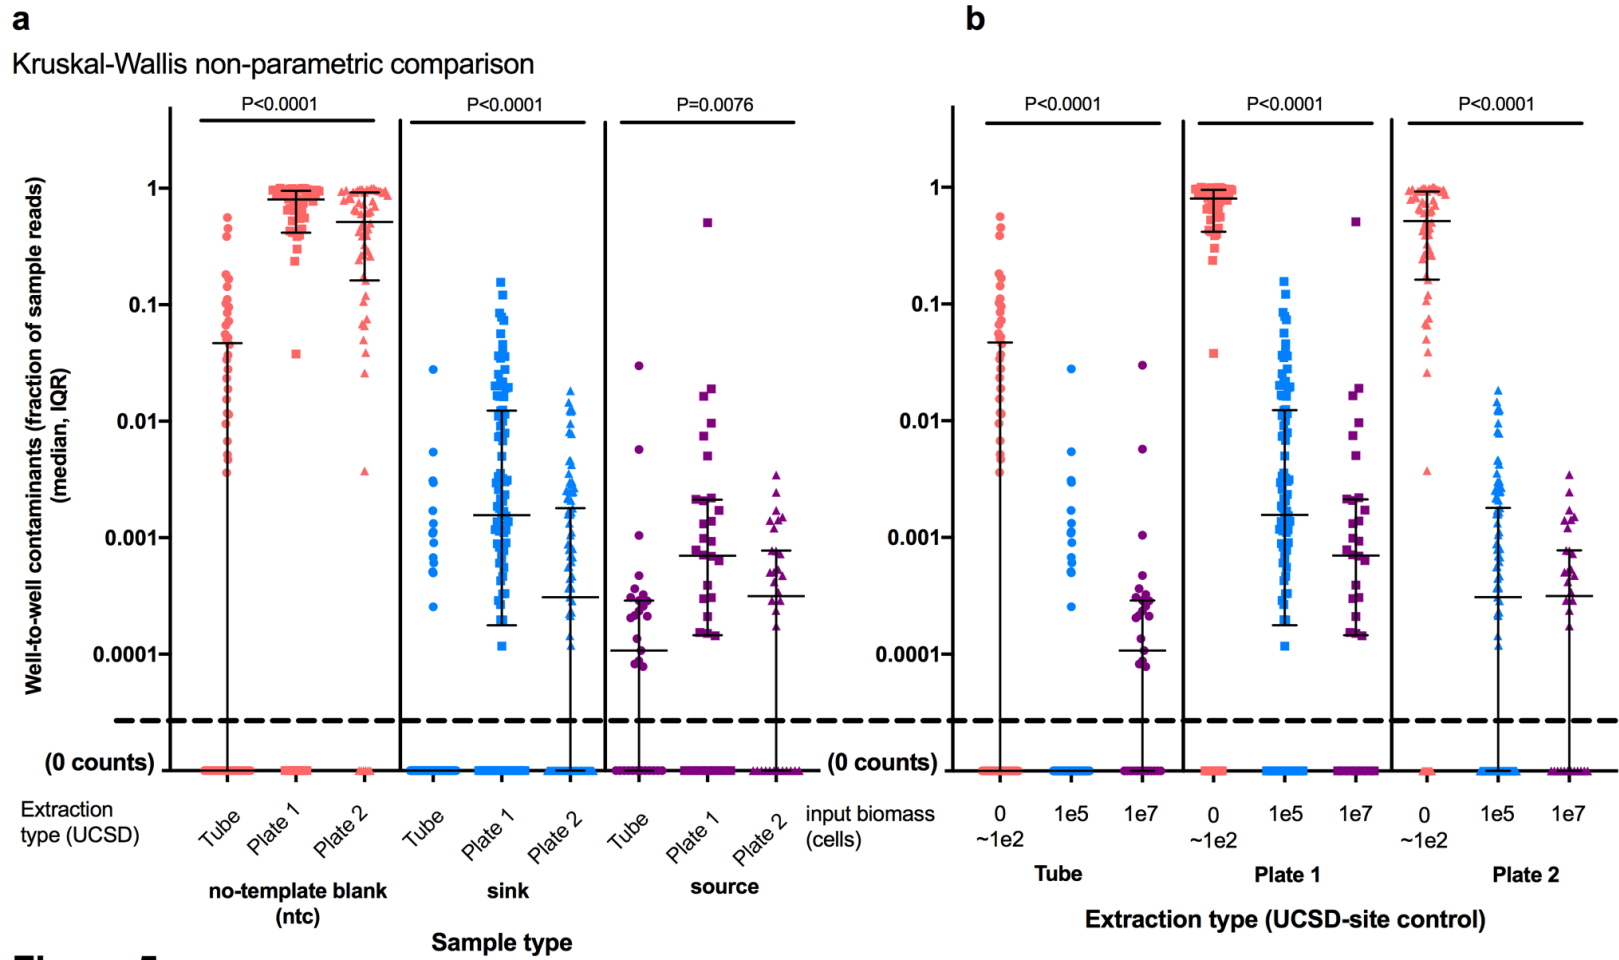 a
b
Kruskal-Wallis non-parametric comparison
P<0.0001
P<0.0001
P=0.0076
P<0.0001
P<0.0001
P<0.0001
Well-to-well contaminants (fraction of sample reads)
(median, IQR)
1
0.1
0.01
0.001
0.0001
(0 counts)
1
0.1
0.01
0.001
0.0001
(0 counts)
Extraction
type (UCSD)
Tube
Plate 1
Plate 2
Tube
Plate 1
Plate 2
Tube
Plate 1
Plate 2
no-template blank
(ntc)
sink
source
Sample type
input biomass
(cells)
0
~1e2
1e5
1e7
0
~1e2
1e5
1e7
0
~1e2
1e5
1e7
Tube
Plate 1
Plate 2
Extraction type (UCSD-site control)